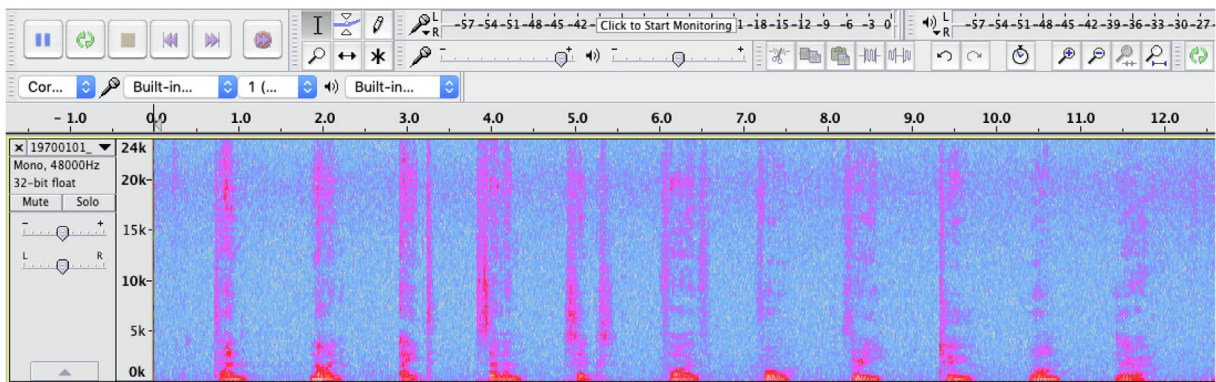 L R -57 -54 -51 -48 -45 -42 - Click to Start Monitoring 1 -18 -15 -12 -9 -6 -3 0 L R -57 -54 -51 -48 -45 -42 -39 -36 -33 -30 -27 -
- + - +
Cor... Built-in... 1 (... Built-in...
- 1.0 0.0 1.0 2.0 3.0 4.0 5.0 6.0 7.0 8.0 9.0 10.0 11.0 12.0
× 19700101_ ▼ 24k
Mono, 48000Hz
32-bit float 20k-
Mute Solo
- +
15k-
L R
10k-
5k-
0k